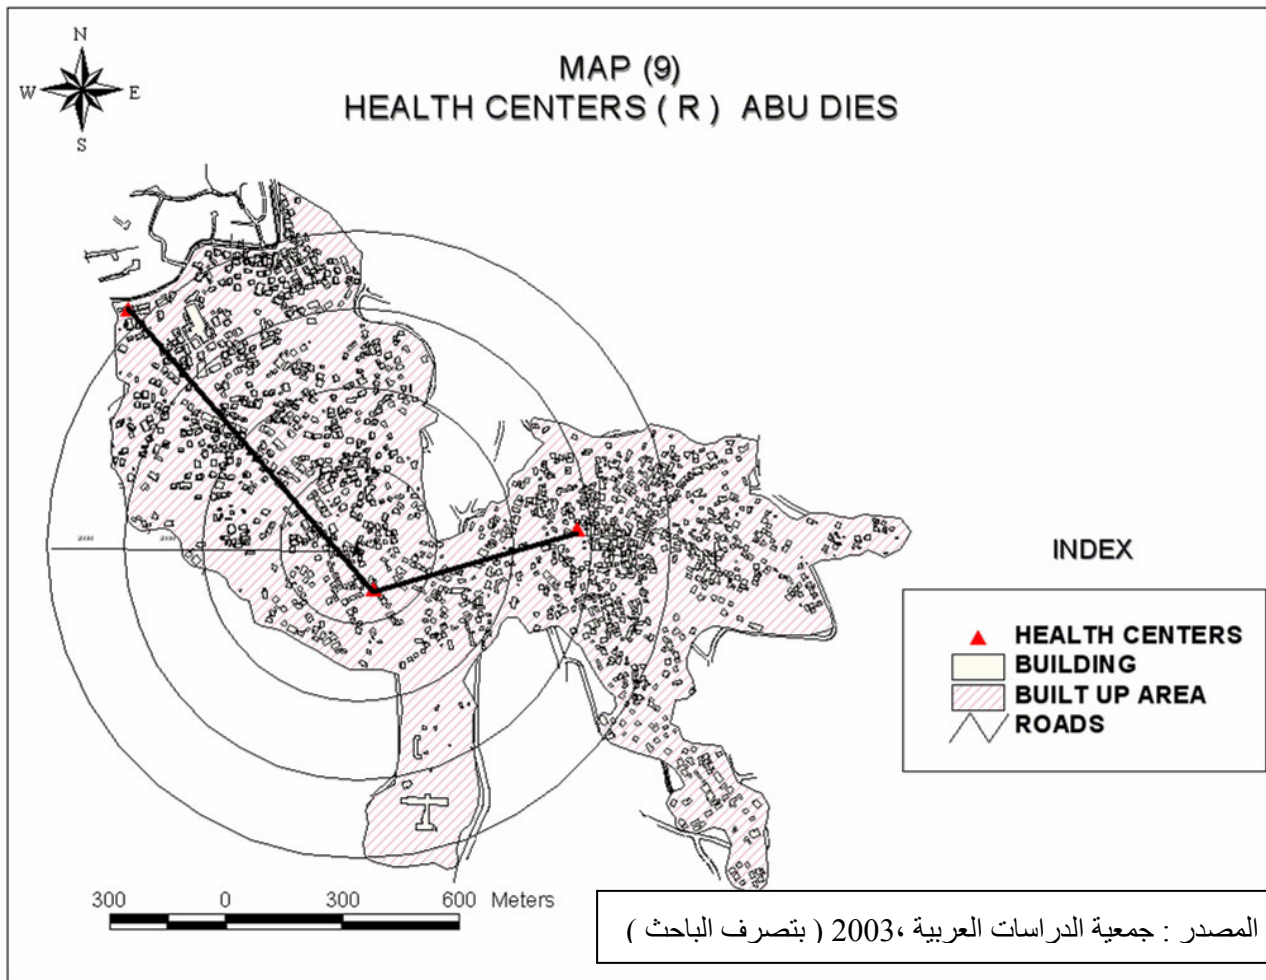 N
W E
S
MAP (9)
HEALTH CENTERS ( R ) ABU DIES
INDEX
HEALTH CENTERS
BUILDING
BUILT UP AREA
ROADS
300 0 300 600 Meters
المصدر : جمعية الدراسات العربية ،2003 ( بتصرف الباحث )